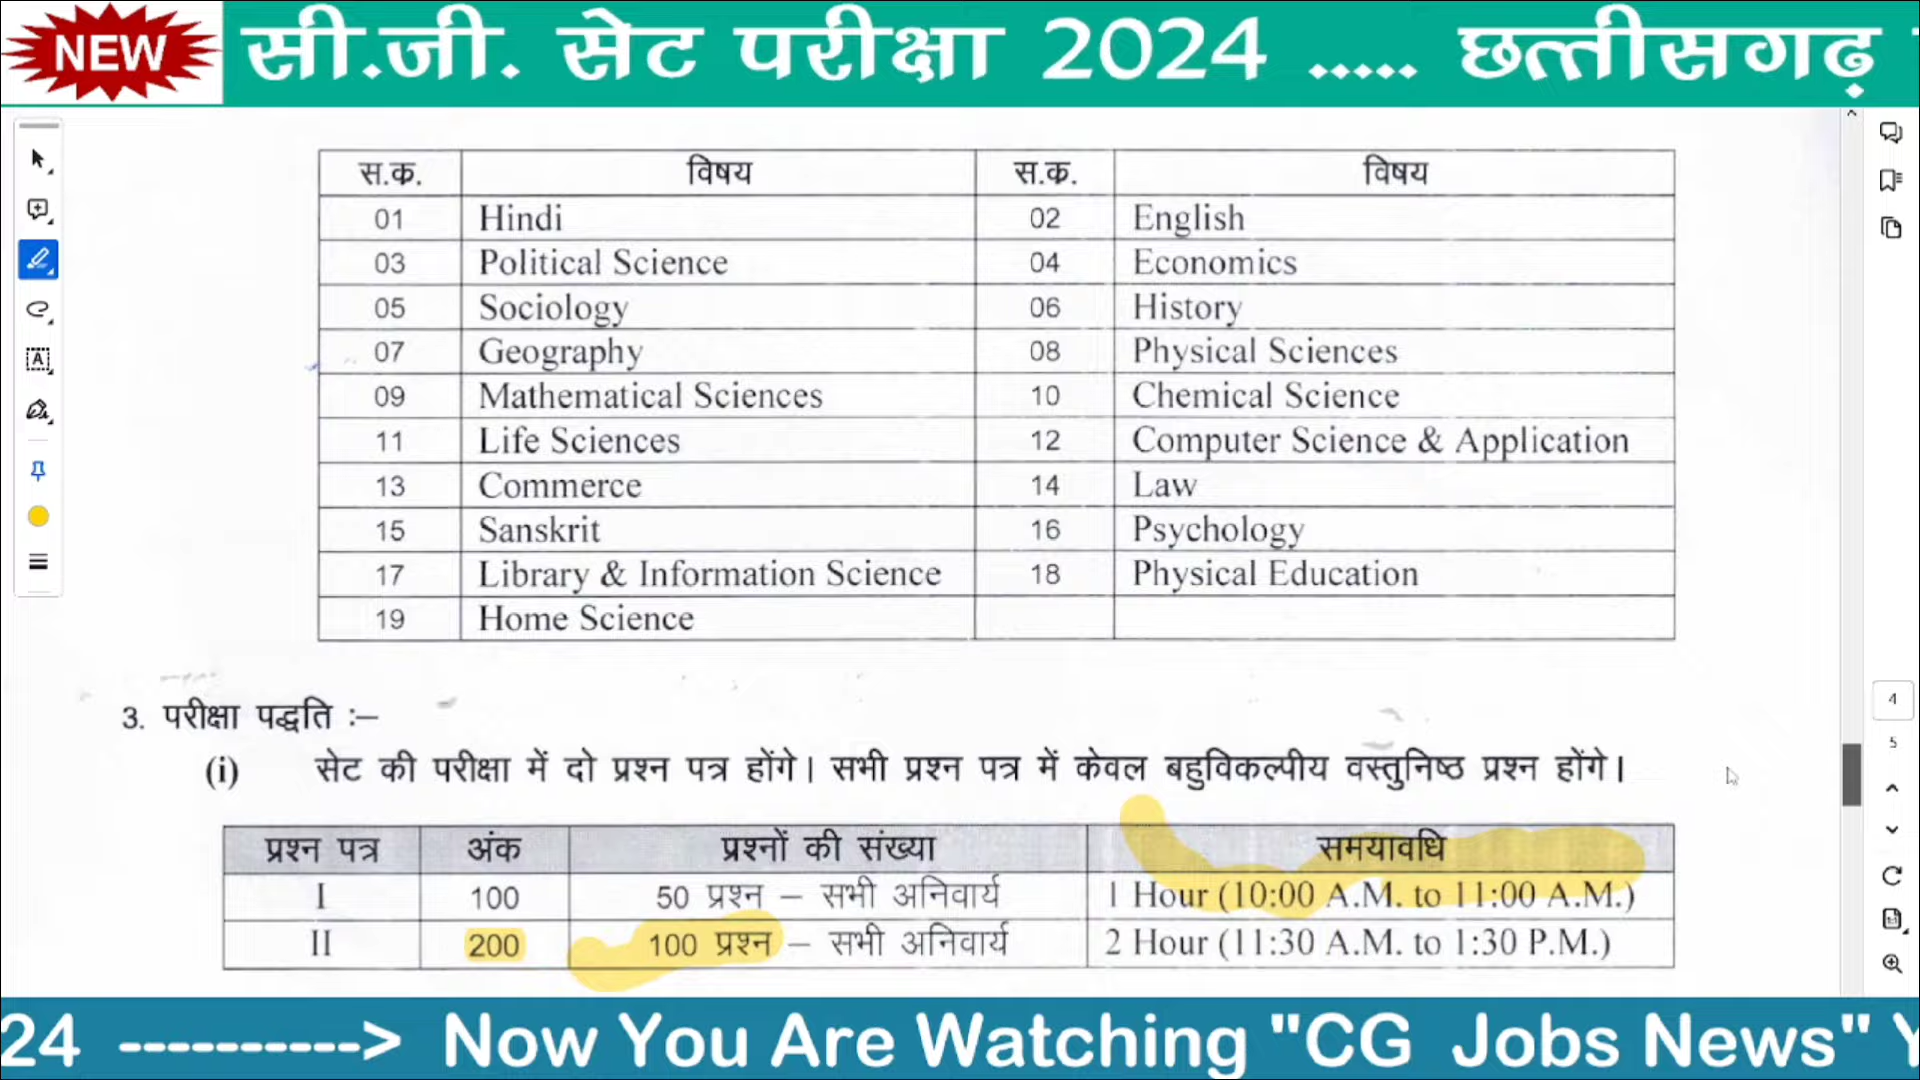 NEW सी.जी. सेट परीक्षा 2024 ..... छत्तीसगढ़
स.क. विषय स.क. विषय
01 Hindi 02 English
03 Political Science 04 Economics
05 Sociology 06 History
07 Geography 08 Physical Sciences
09 Mathematical Sciences 10 Chemical Science
11 Life Sciences 12 Computer Science & Application
13 Commerce 14 Law
15 Sanskrit 16 Psychology
17 Library & Information Science 18 Physical Education
19 Home Science
3. परीक्षा पद्धति :–
(i) सेट की परीक्षा में दो प्रश्न पत्र होंगे। सभी प्रश्न पत्र में केवल बहुविकल्पीय वस्तुनिष्ठ प्रश्न होंगे।
प्रश्न पत्र अंक प्रश्नों की संख्या समयावधि
I 100 50 प्रश्न – सभी अनिवार्य 1 Hour (10:00 A.M. to 11:00 A.M.)
II 200 100 प्रश्न – सभी अनिवार्य 2 Hour (11:30 A.M. to 1:30 P.M.)
4
5
24 ----------> Now You Are Watching "CG Jobs News" Y